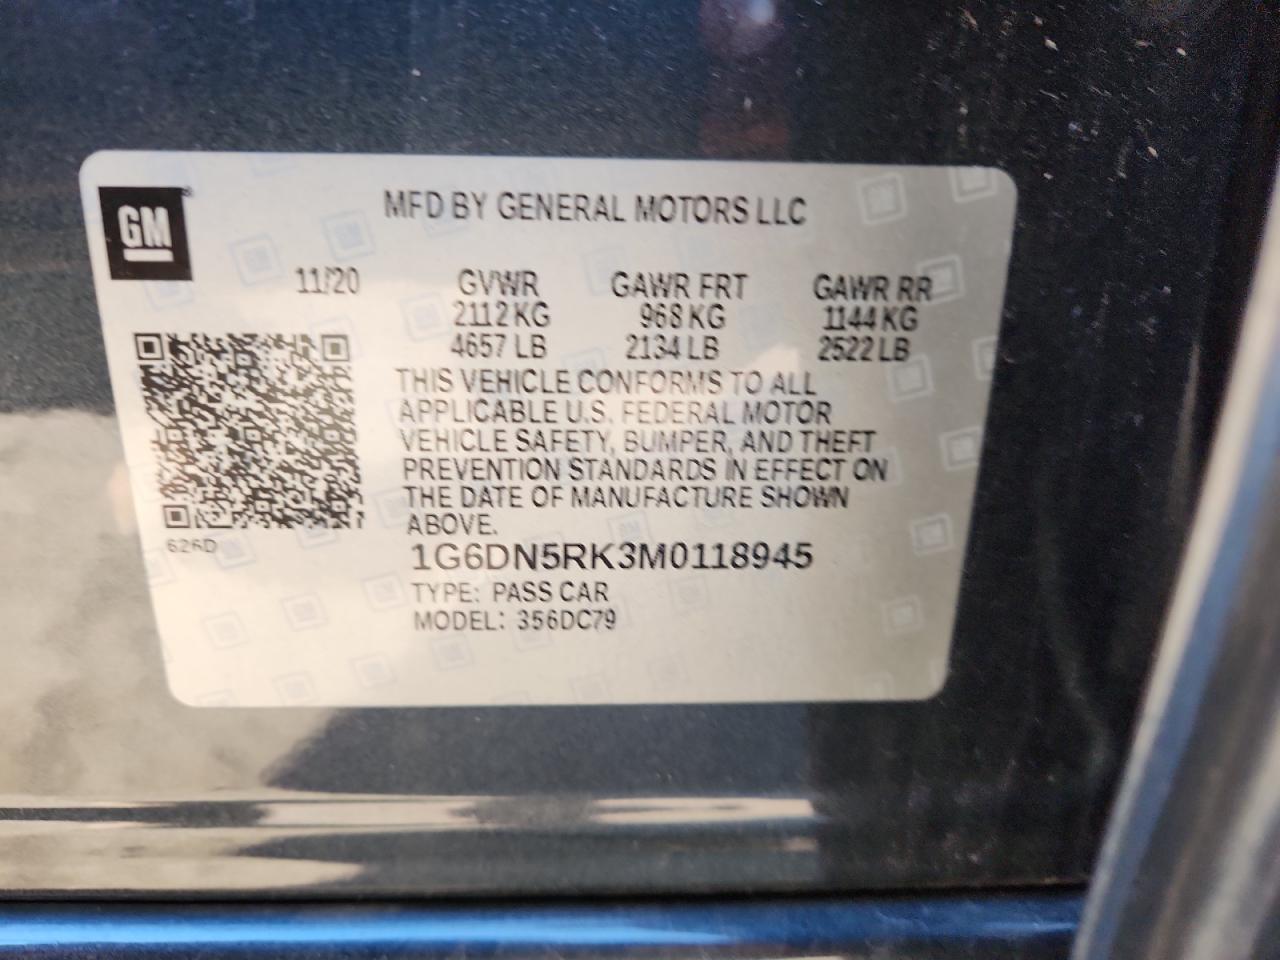 GM
MFD BY GENERAL MOTORS LLC
11/20 GVWR GAWR FRT GAWR RR
2112 KG 968 KG 1144 KG
4657 LB 2134 LB 2522 LB
THIS VEHICLE CONFORMS TO ALL
APPLICABLE U.S. FEDERAL MOTOR
VEHICLE SAFETY, BUMPER, AND THEFT
PREVENTION STANDARDS IN EFFECT ON
THE DATE OF MANUFACTURE SHOWN
ABOVE.
626D
1G6DN5RK3M0118945
TYPE: PASS CAR
MODEL: 356DC79